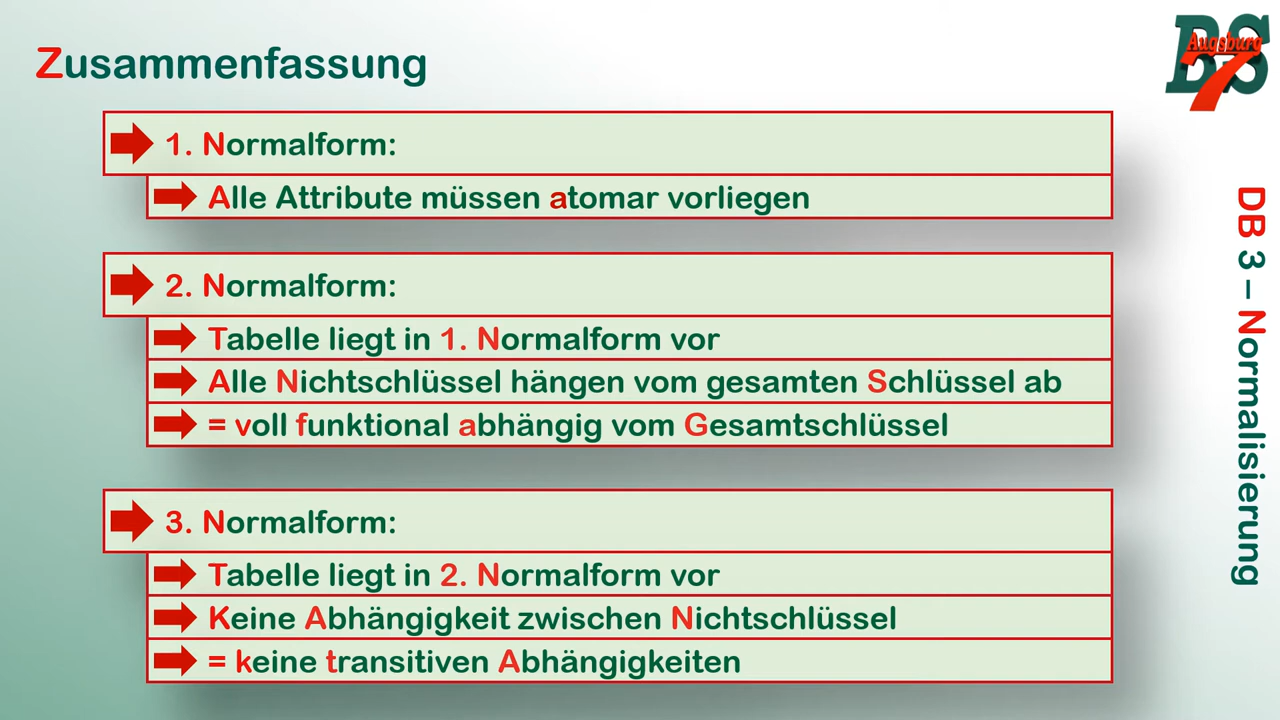 Zusammenfassung
BS
Augsburg
7
1. Normalform:
Alle Attribute müssen atomar vorliegen
2. Normalform:
Tabelle liegt in 1. Normalform vor
Alle Nichtschlüssel hängen vom gesamten Schlüssel ab
= voll funktional abhängig vom Gesamtschlüssel
3. Normalform:
Tabelle liegt in 2. Normalform vor
Keine Abhängigkeit zwischen Nichtschlüssel
= keine transitiven Abhängigkeiten
DB 3 – Normalisierung